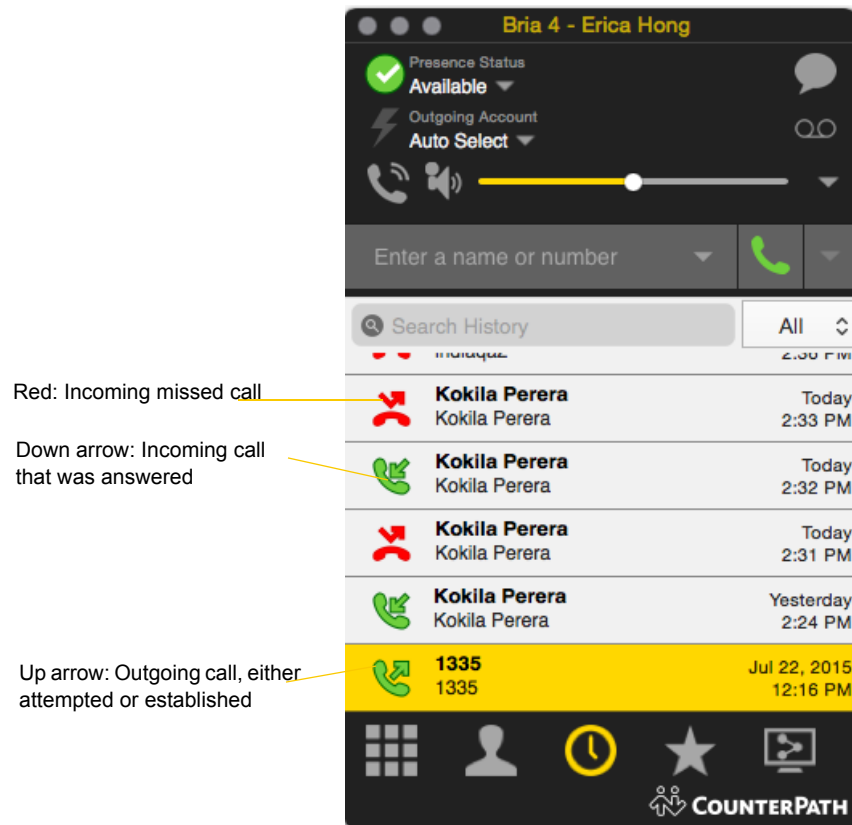 Bria 4 - Erica Hong
Presence Status
Available
Outgoing Account
Auto Select
Enter a name or number
Search History
All
Red: Incoming missed call
Kokila Perera
Today
Kokila Perera
2:33 PM
Down arrow: Incoming call
that was answered
Kokila Perera
Today
Kokila Perera
2:32 PM
Kokila Perera
Today
Kokila Perera
2:31 PM
Kokila Perera
Yesterday
Kokila Perera
2:24 PM
Up arrow: Outgoing call, either
attempted or established
1335
Jul 22, 2015
1335
12:16 PM
COUNTERPATH